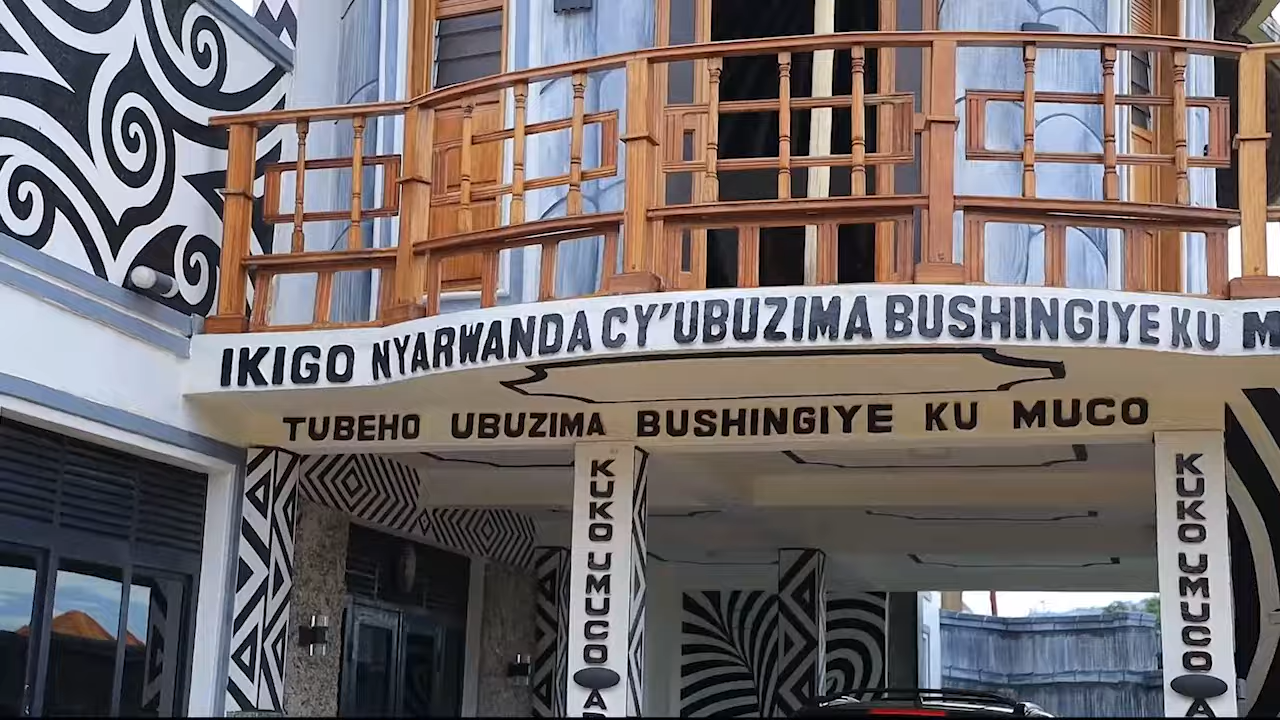 IKIGO NYARWANDA CY'UBUZIMA BUSHINGIYE KU
TUBEHO UBUZIMA BUSHINGIYE KU MUCO
KUKO UMUCO
KUKO UMUCO